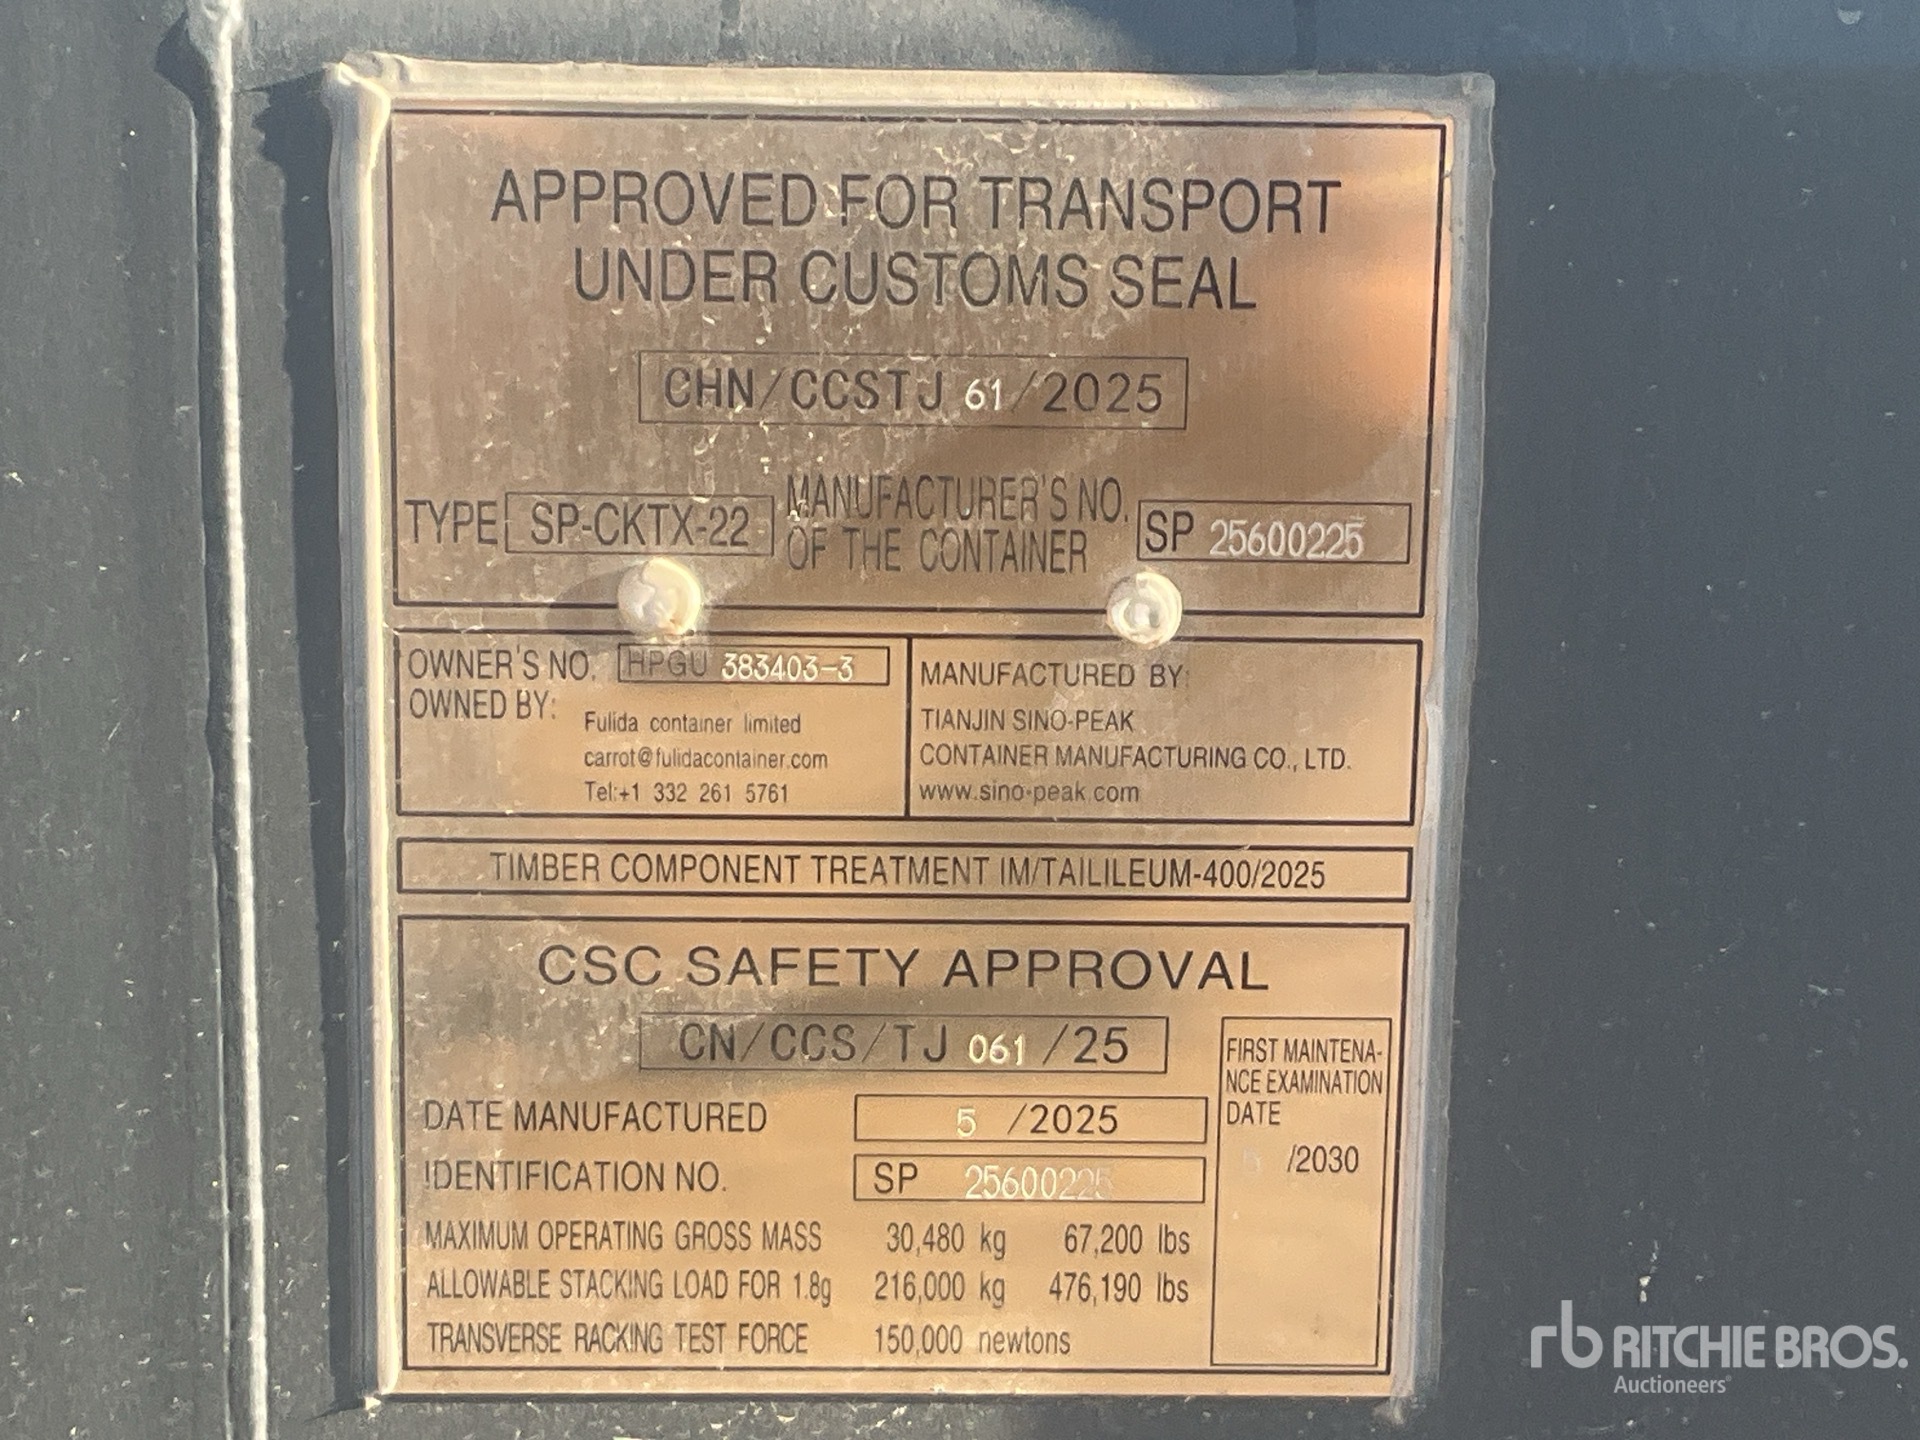 APPROVED FOR TRANSPORT
UNDER CUSTOMS SEAL
CHN/CCSTJ 61/2025
TYPE SP-CKTX-22 MANUFACTURER'S NO. OF THE CONTAINER SP 25600225
OWNER'S NO. HPGU 383403-3
OWNED BY:
Fulida container limited
carrot@fulidacontainer.com
Tel:+1 332 261 5761
MANUFACTURED BY:
TIANJIN SINO-PEAK
CONTAINER MANUFACTURING CO., LTD.
www.sino-peak.com
TIMBER COMPONENT TREATMENT IM/TAILILEUM-400/2025
CSC SAFETY APPROVAL
CN/CCS/TJ 061 /25
DATE MANUFACTURED 5 /2025
IDENTIFICATION NO. SP 25600225
MAXIMUM OPERATING GROSS MASS 30,480 kg 67,200 lbs
ALLOWABLE STACKING LOAD FOR 1.8g 216,000 kg 476,190 lbs
TRANSVERSE RACKING TEST FORCE 150,000 newtons
FIRST MAINTENA-
NCE EXAMINATION
DATE
/2030
rb RITCHIE BROS.
Auctioneers